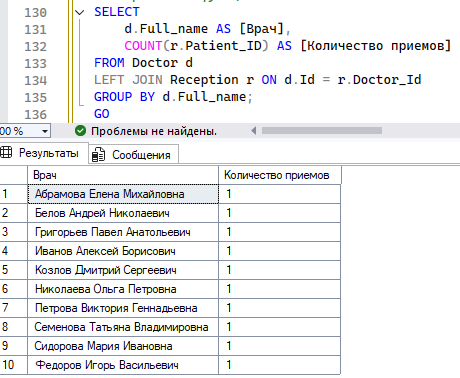 130 SELECT
131 d.Full_name AS [Врач],
132 COUNT(r.Patient_ID) AS [Количество приемов]
133 FROM Doctor d
134 LEFT JOIN Reception r ON d.Id = r.Doctor_Id
135 GROUP BY d.Full_name;
136 GO
00 % Проблемы не найдены.
Результаты Сообщения
Врач Количество приемов
1 Абрамова Елена Михайловна 1
2 Белов Андрей Николаевич 1
3 Григорьев Павел Анатольевич 1
4 Иванов Алексей Борисович 1
5 Козлов Дмитрий Сергеевич 1
6 Николаева Ольга Петровна 1
7 Петрова Виктория Геннадьевна 1
8 Семенова Татьяна Владимировна 1
9 Сидорова Мария Ивановна 1
10 Федоров Игорь Васильевич 1